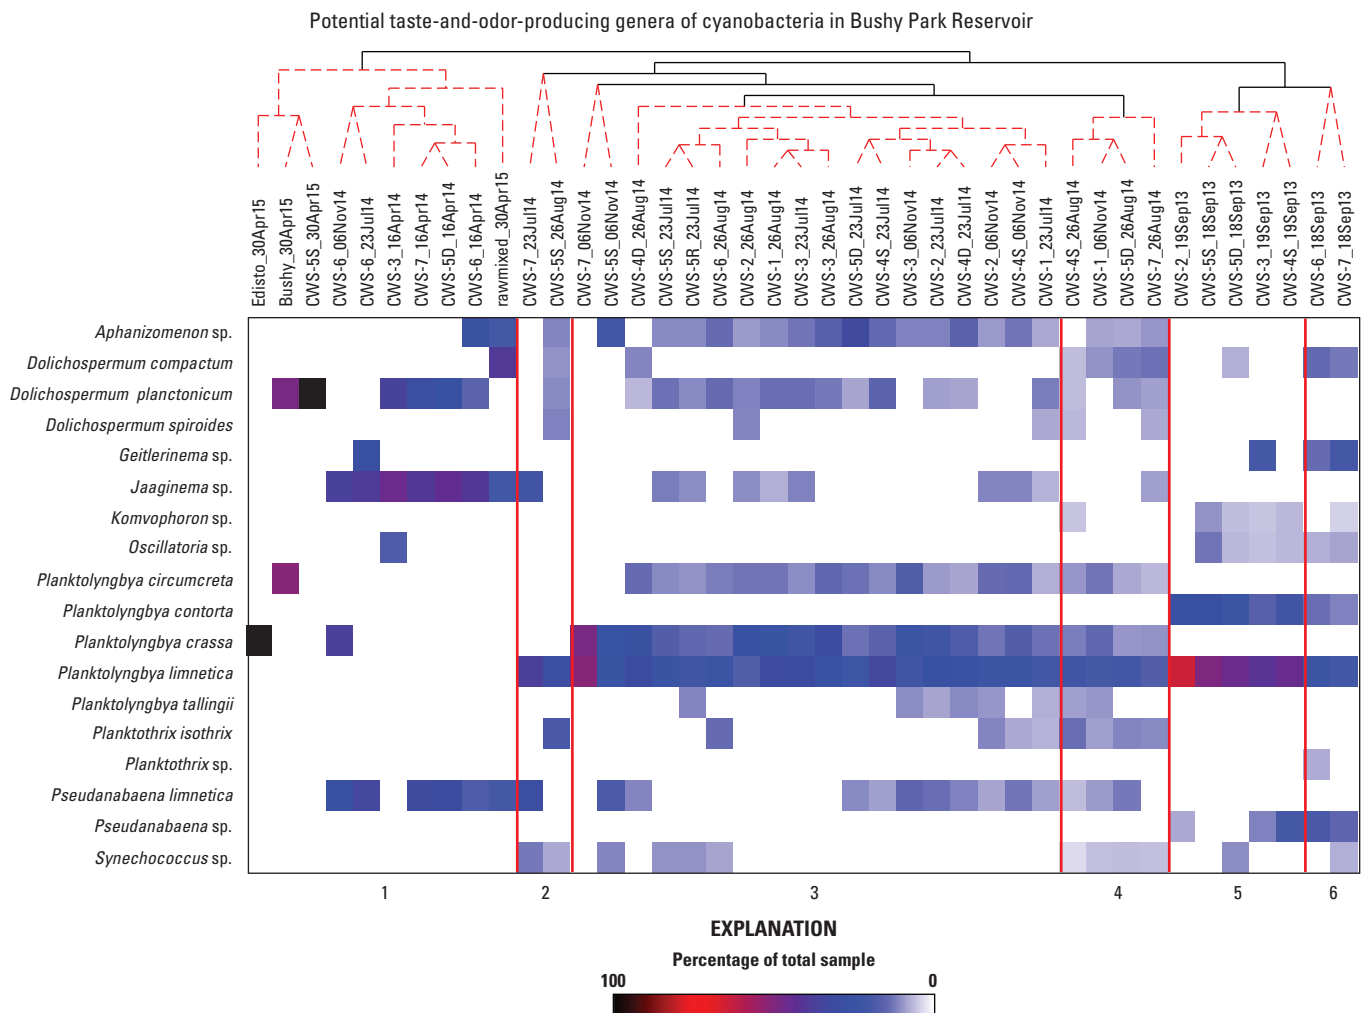 Potential taste-and-odor-producing genera of cyanobacteria in Bushy Park Reservoir
Edisto_30Apr15
Bushy_30Apr15
CWS-5S_30Apr15
CWS-6_06Nov14
CWS-6_23Jul14
CWS-3_16Apr14
CWS-7_16Apr14
CWS-5D_16Apr14
CWS-6_16Apr14
rawmixed_30Apr15
CWS-7_23Jul14
CWS-5S_26Aug14
CWS-7_06Nov14
CWS-5S_06Nov14
CWS-4D_26Aug14
CWS-5S_23Jul14
CWS-5R_23Jul14
CWS-6_26Aug14
CWS-2_26Aug14
CWS-1_26Aug14
CWS-3_23Jul14
CWS-3_26Aug14
CWS-5D_23Jul14
CWS-4S_23Jul14
CWS-3_06Nov14
CWS-2_23Jul14
CWS-4D_23Jul14
CWS-2_06Nov14
CWS-4S_06Nov14
CWS-1_23Jul14
CWS-4S_26Aug14
CWS-1_06Nov14
CWS-5D_26Aug14
CWS-7_26Aug14
CWS-2_19Sep13
CWS-5S_18Sep13
CWS-5D_18Sep13
CWS-3_19Sep13
CWS-4S_19Sep13
CWS-6_18Sep13
CWS-7_18Sep13
Aphanizomenon sp.
Dolichospermum compactum
Dolichospermum planctonicum
Dolichospermum spiroides
Geitlerinema sp.
Jaaginema sp.
Komvophoron sp.
Oscillatoria sp.
Planktolyngbya circumcreta
Planktolyngbya contorta
Planktolyngbya crassa
Planktolyngbya limnetica
Planktolyngbya tallingii
Planktothrix isothrix
Planktothrix sp.
Pseudanabaena limnetica
Pseudanabaena sp.
Synechococcus sp.
1 2 3 4 5 6
EXPLANATION
Percentage of total sample
100 0